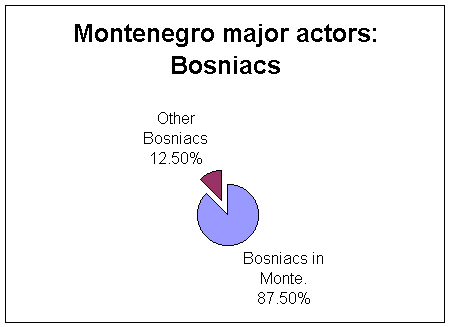 Montenegro major actors:
Bosniacs
Other
Bosniacs
12.50%
Bosniacs in
Monte.
87.50%